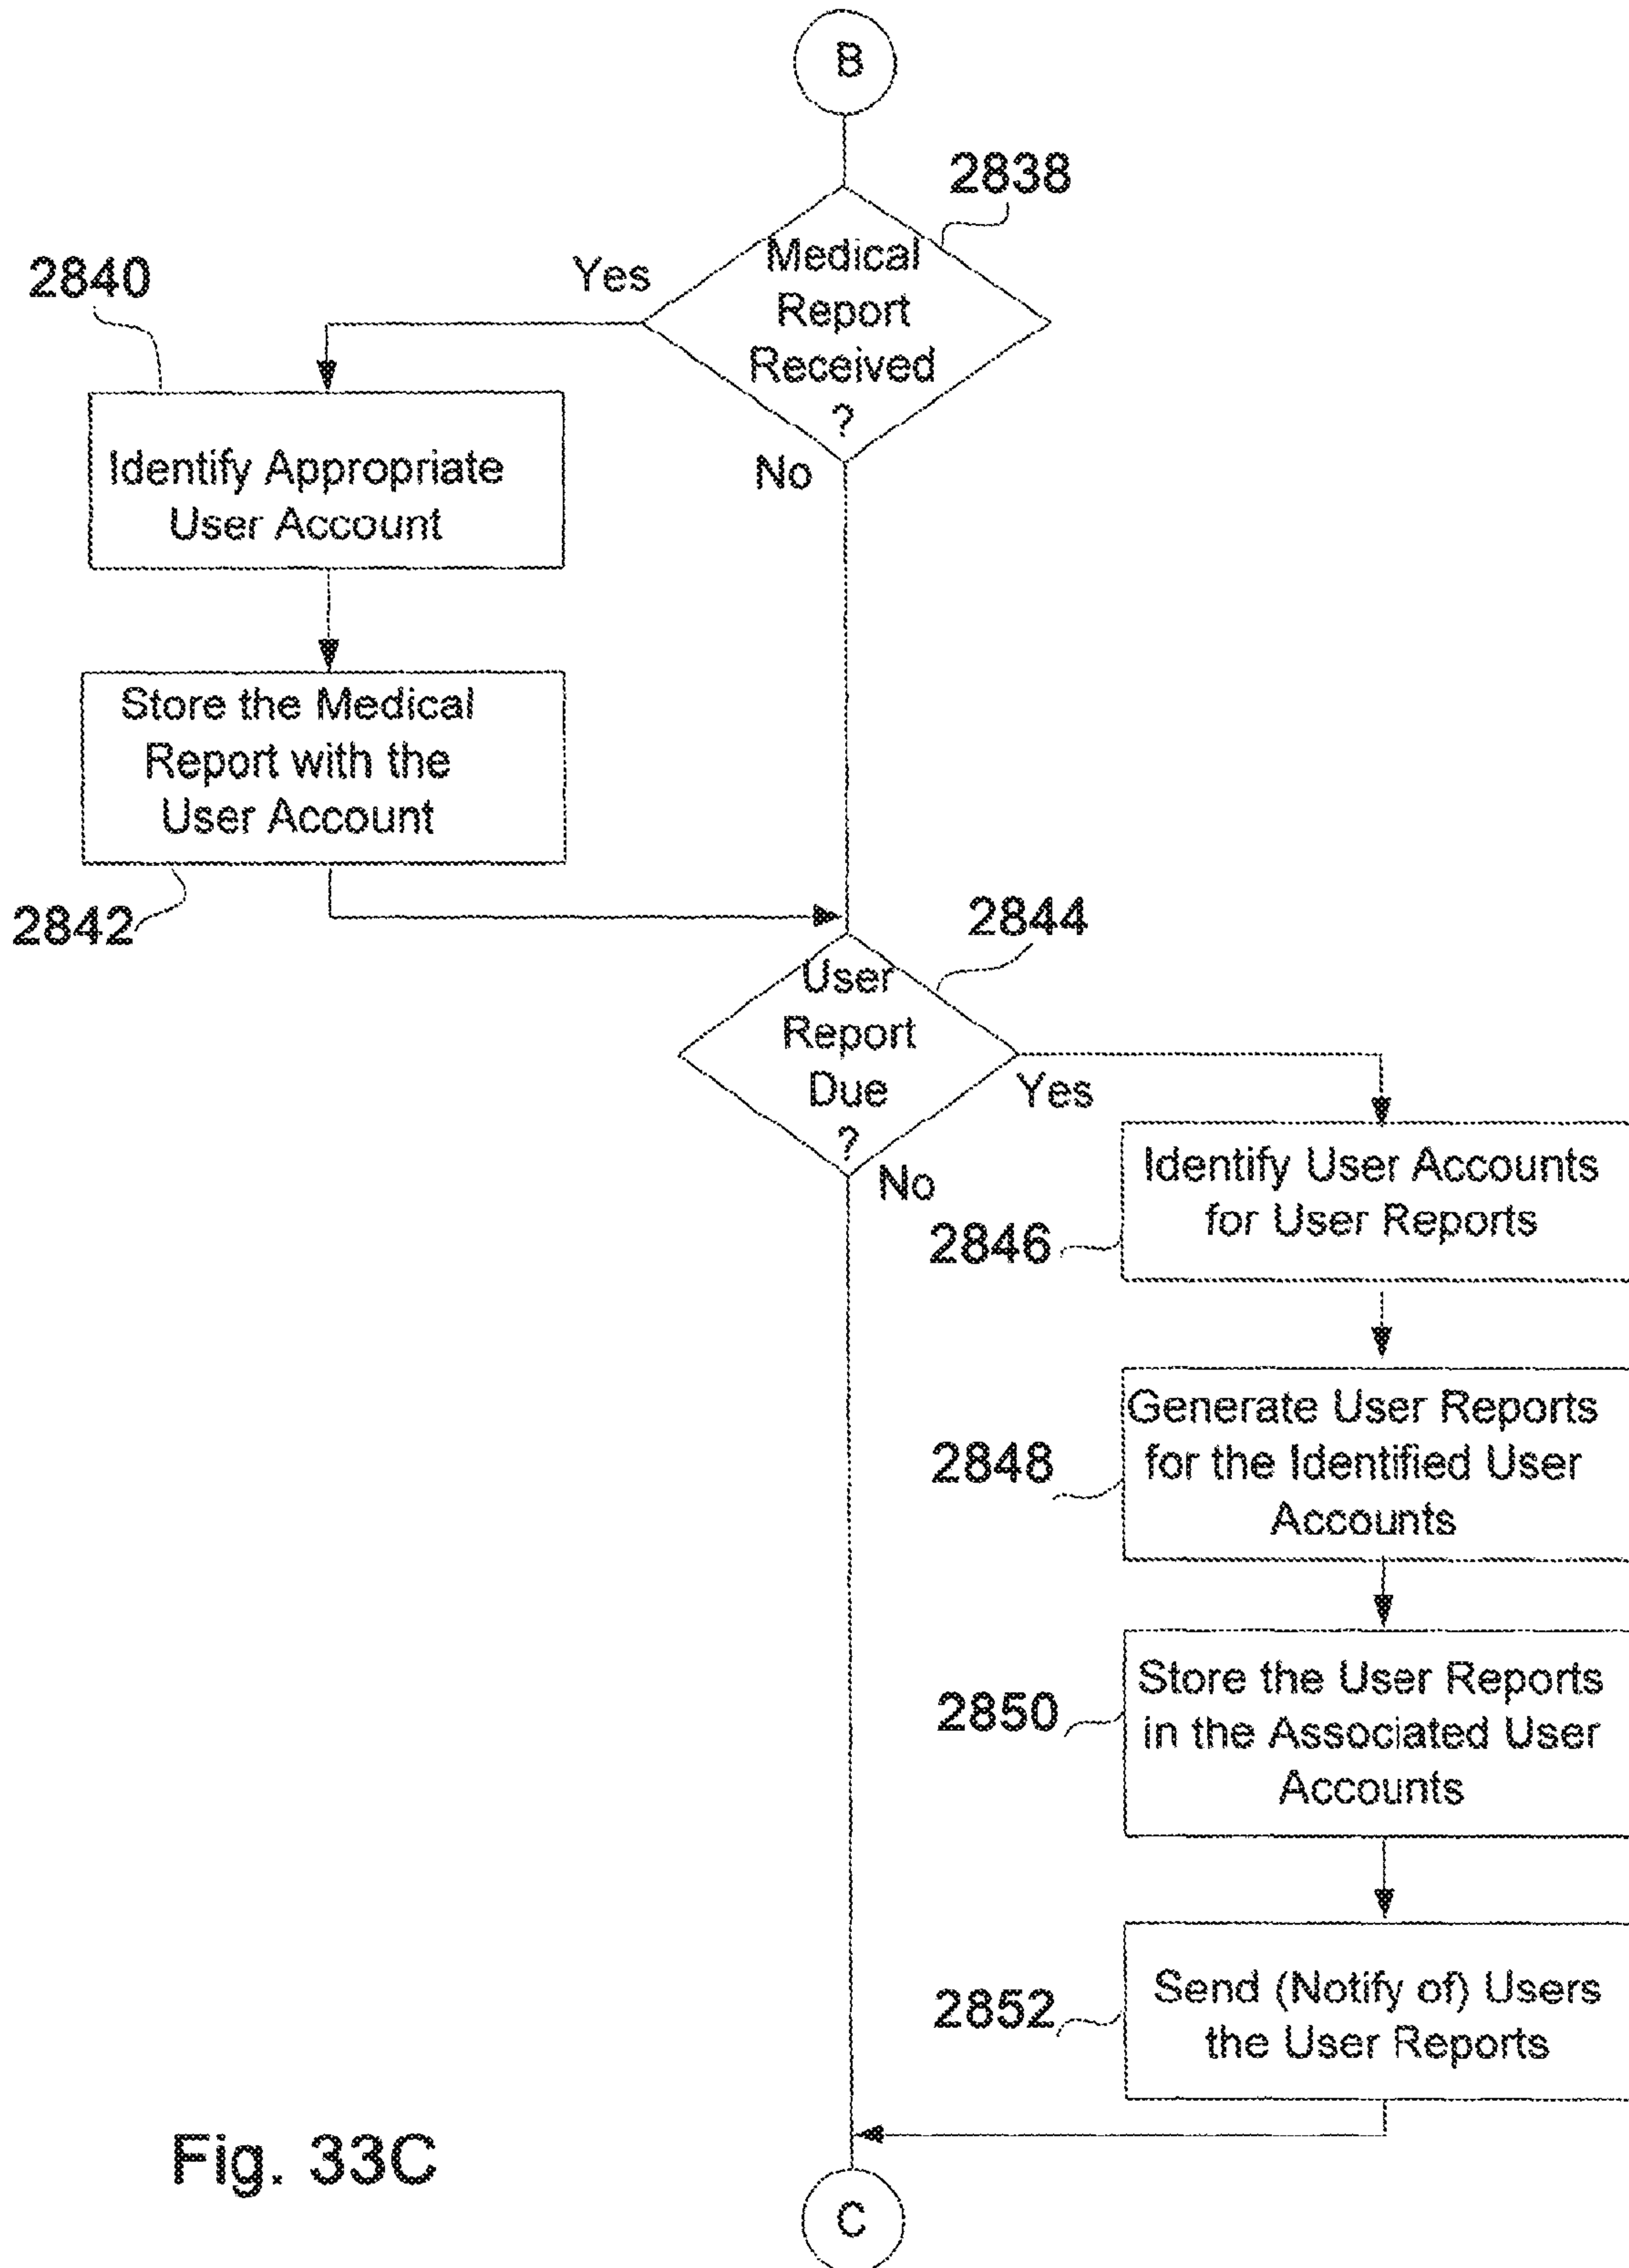 B
2838
Medical
Report
Received
?
Yes
No
2840
Identify Appropriate
User Account
Store the Medical
Report with the
User Account
2842
2844
User
Report
Due
?
Yes
No
Identify User Accounts
for User Reports
2846
Generate User Reports
for the Identified User
Accounts
2848
Store the User Reports
in the Associated User
Accounts
2850
Send (Notify of) Users
the User Reports
2852
Fig. 33C
C